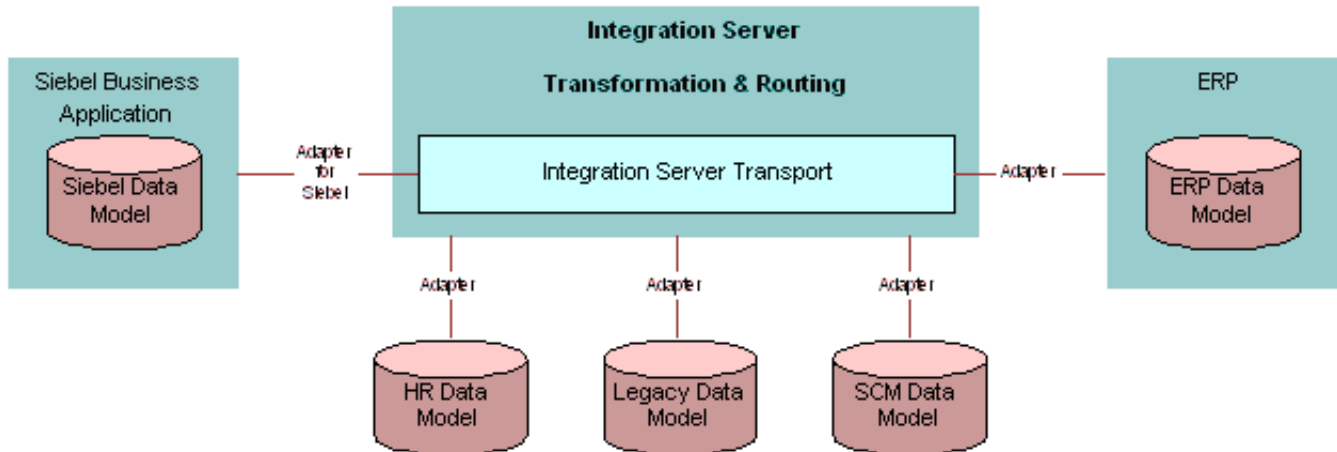 Integration Server
Transformation & Routing
Siebel Business
Application
Siebel Data
Model
Adapter
for
Siebel
Integration Server Transport
Adapter
ERP
ERP Data
Model
Adapter
Adapter
Adapter
HR Data
Model
Legacy Data
Model
SCM Data
Model